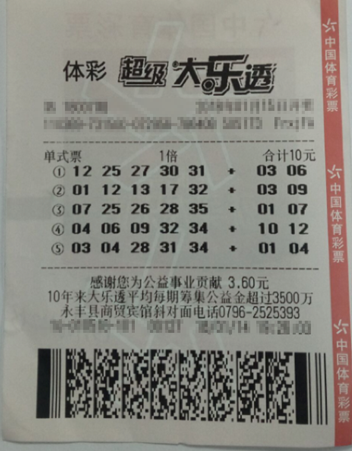 体彩 超级大乐透
单式票 1倍 合计10元
① 12 25 27 30 31 + 03 06
② 01 12 13 17 32 + 03 09
③ 07 25 26 28 35 + 01 07
④ 04 06 09 32 34 + 10 12
⑤ 03 04 28 31 34 + 01 04
感谢您为公益事业贡献 3.60元
10年来大乐透平均每期筹集公益金超过3500万
永丰县商贸宾馆斜对面电话0796-2525393
中国体育彩票
中国体育彩票
中国体育彩票